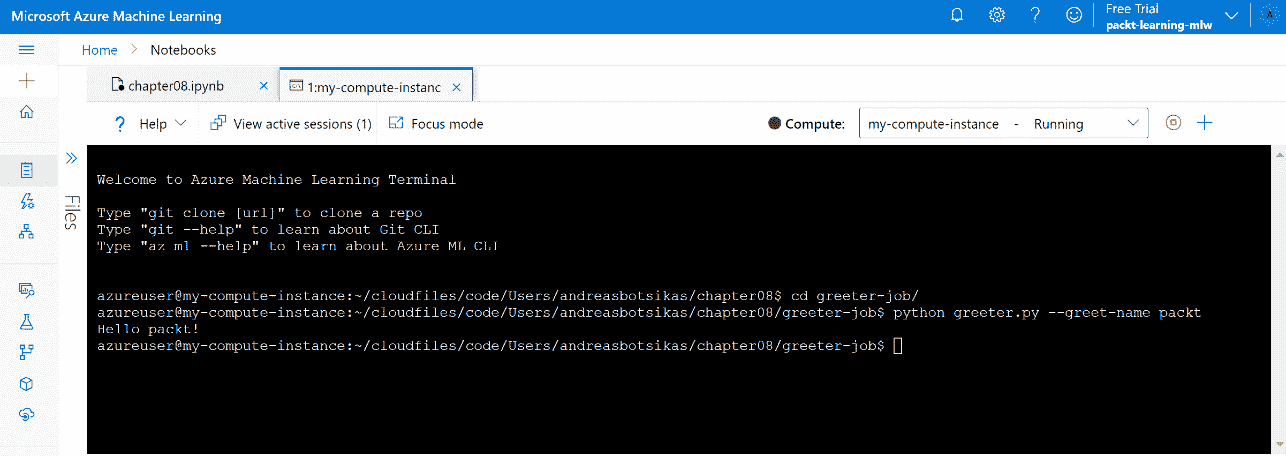 Microsoft Azure Machine Learning
Free Trial
packt-learning-mlw
A
Home > Notebooks
chapter08.ipynb
1:my-compute-instanc
? Help View active sessions (1) Focus mode
Compute: my-compute-instance - Running
Files
Welcome to Azure Machine Learning Terminal
Type "git clone [url]" to clone a repo
Type "git --help" to learn about Git CLI
Type "az ml --help" to learn about Azure ML CLI
azureuser@my-compute-instance:~/cloudfiles/code/Users/andreasbotsikas/chapter08$ cd greeter-job/
azureuser@my-compute-instance:~/cloudfiles/code/Users/andreasbotsikas/chapter08/greeter-job$ python greeter.py --greet-name packt
Hello packt!
azureuser@my-compute-instance:~/cloudfiles/code/Users/andreasbotsikas/chapter08/greeter-job$